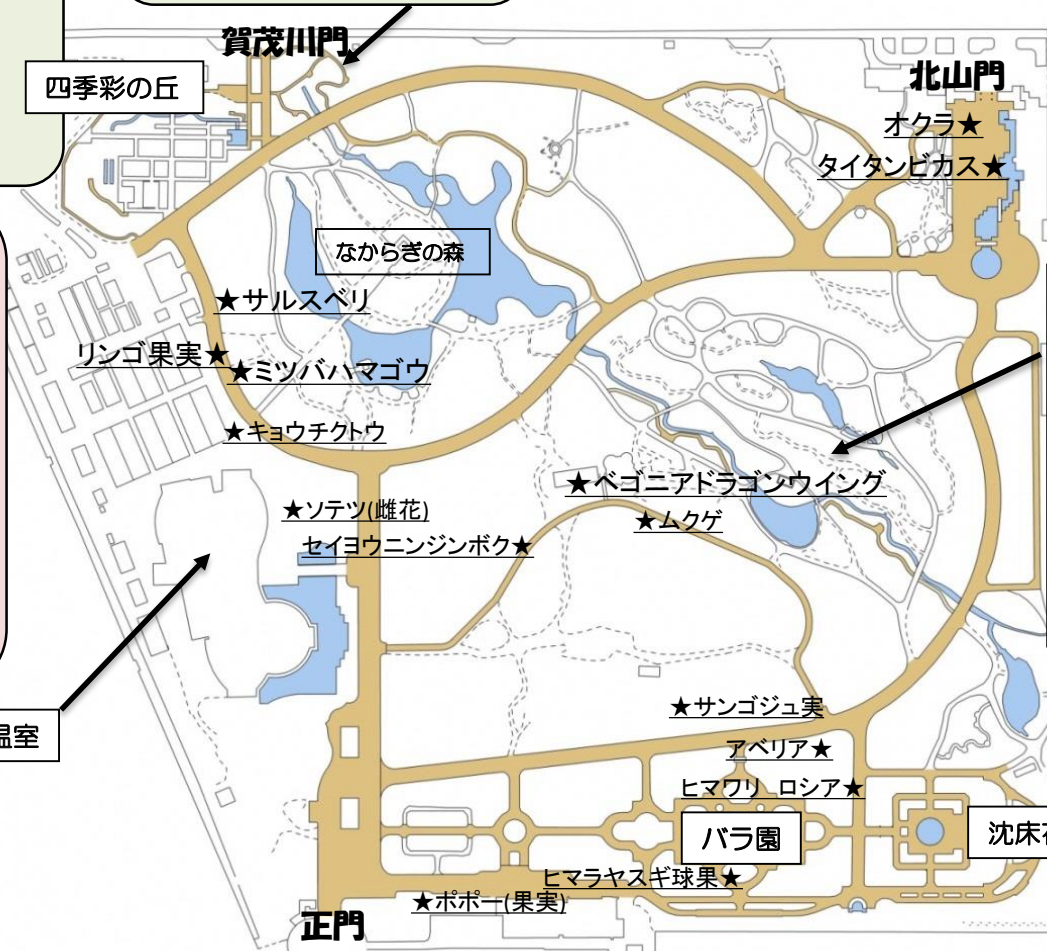 賀茂川門
四季彩の丘
北山門
オクラ★
タイタンビカス★
なからぎの森
★サルスベリ
リンゴ果実★
★ミツバハマゴウ
★キョウチクトウ
★ベゴニアドラゴンウイング
★ソテツ(雌花)
★ムクゲ
セイヨウニンジンボク★
★サンゴジュ実
温室
アベリア★
ヒマワリ ロシア★
バラ園
沈床花
ヒマラヤスギ球果★
★ポポー(果実)
正門